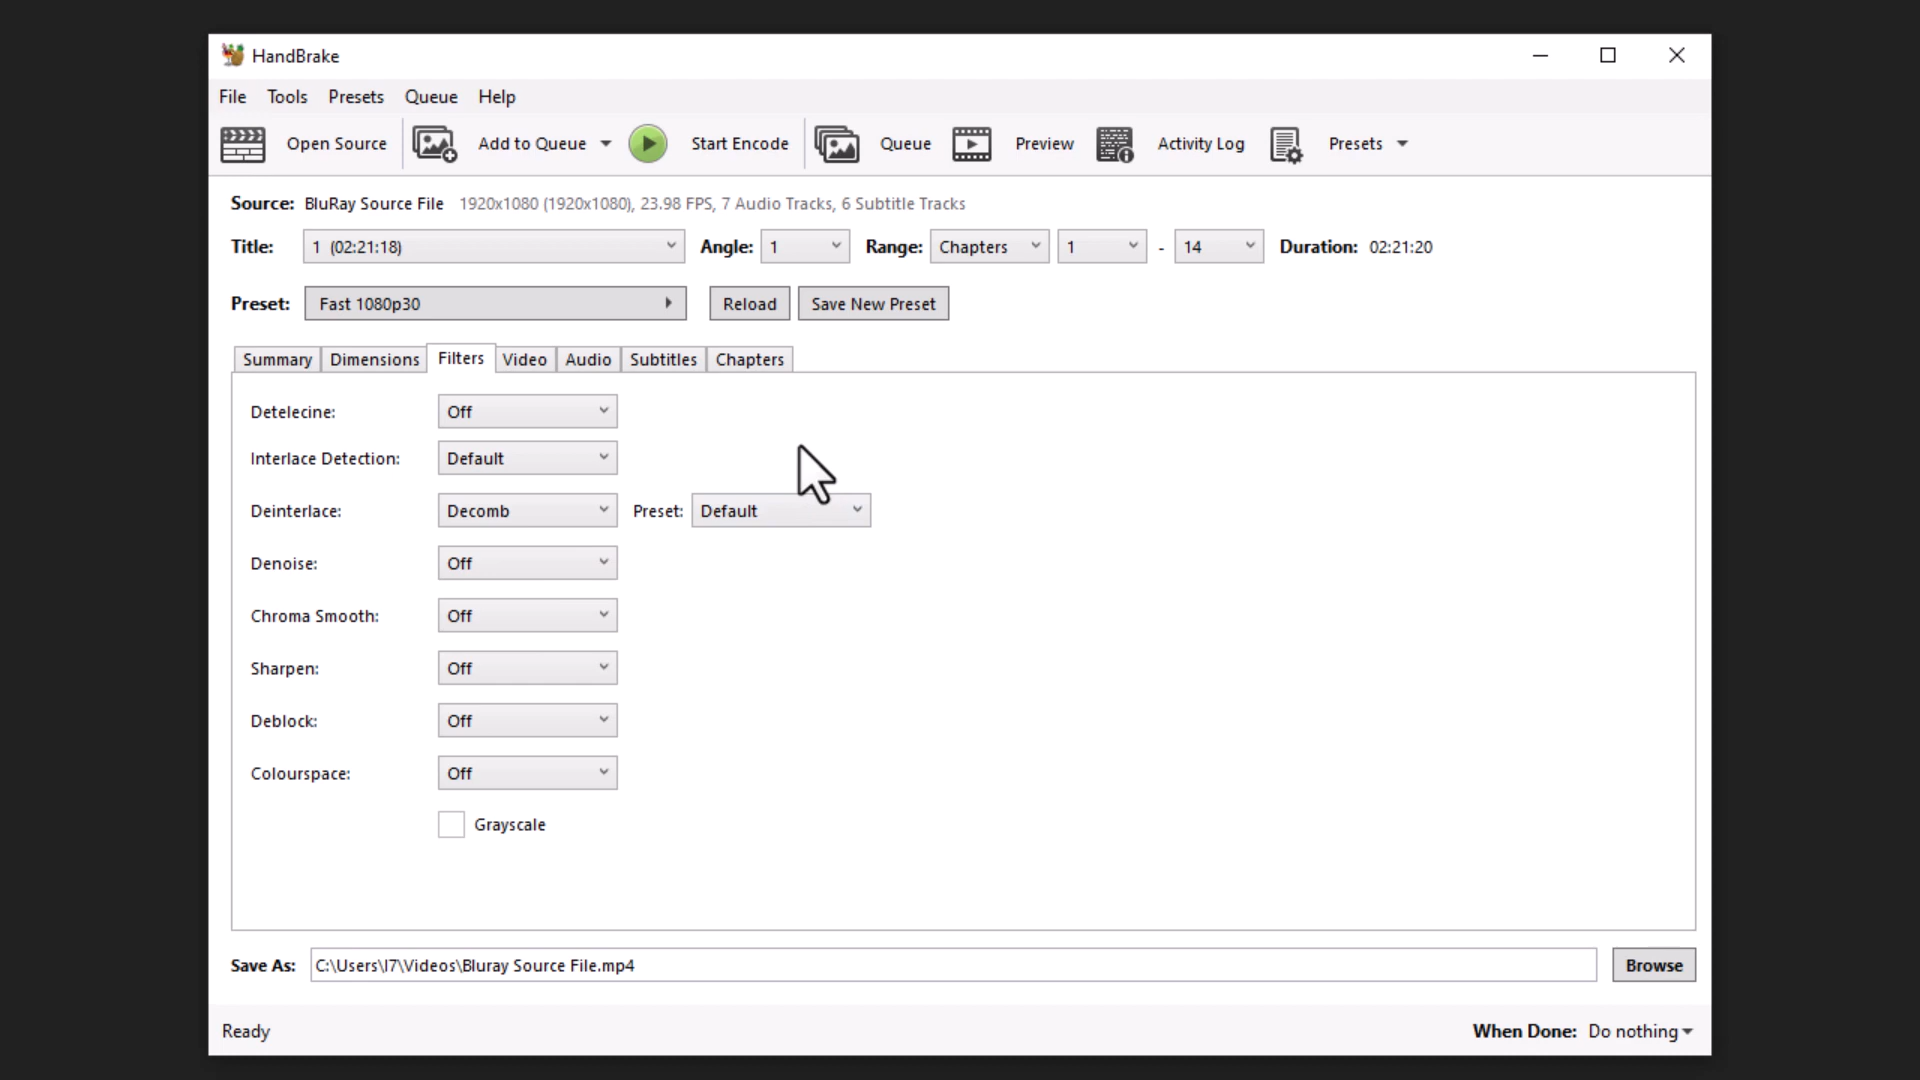 HandBrake
File Tools Presets Queue Help
Open Source Add to Queue Start Encode Queue Preview Activity Log Presets
Source: BluRay Source File 1920x1080 (1920x1080), 23.98 FPS, 7 Audio Tracks, 6 Subtitle Tracks
Title: 1 (02:21:18) Angle: 1 Range: Chapters 1 - 14 Duration: 02:21:20
Preset: Fast 1080p30 Reload Save New Preset
Summary Dimensions Filters Video Audio Subtitles Chapters
Detelecine: Off
Interlace Detection: Default
Deinterlace: Decomb Preset: Default
Denoise: Off
Chroma Smooth: Off
Sharpen: Off
Deblock: Off
Colourspace: Off
Grayscale
Save As: C:\Users\I7\Videos\Bluray Source File.mp4 Browse
Ready When Done: Do nothing